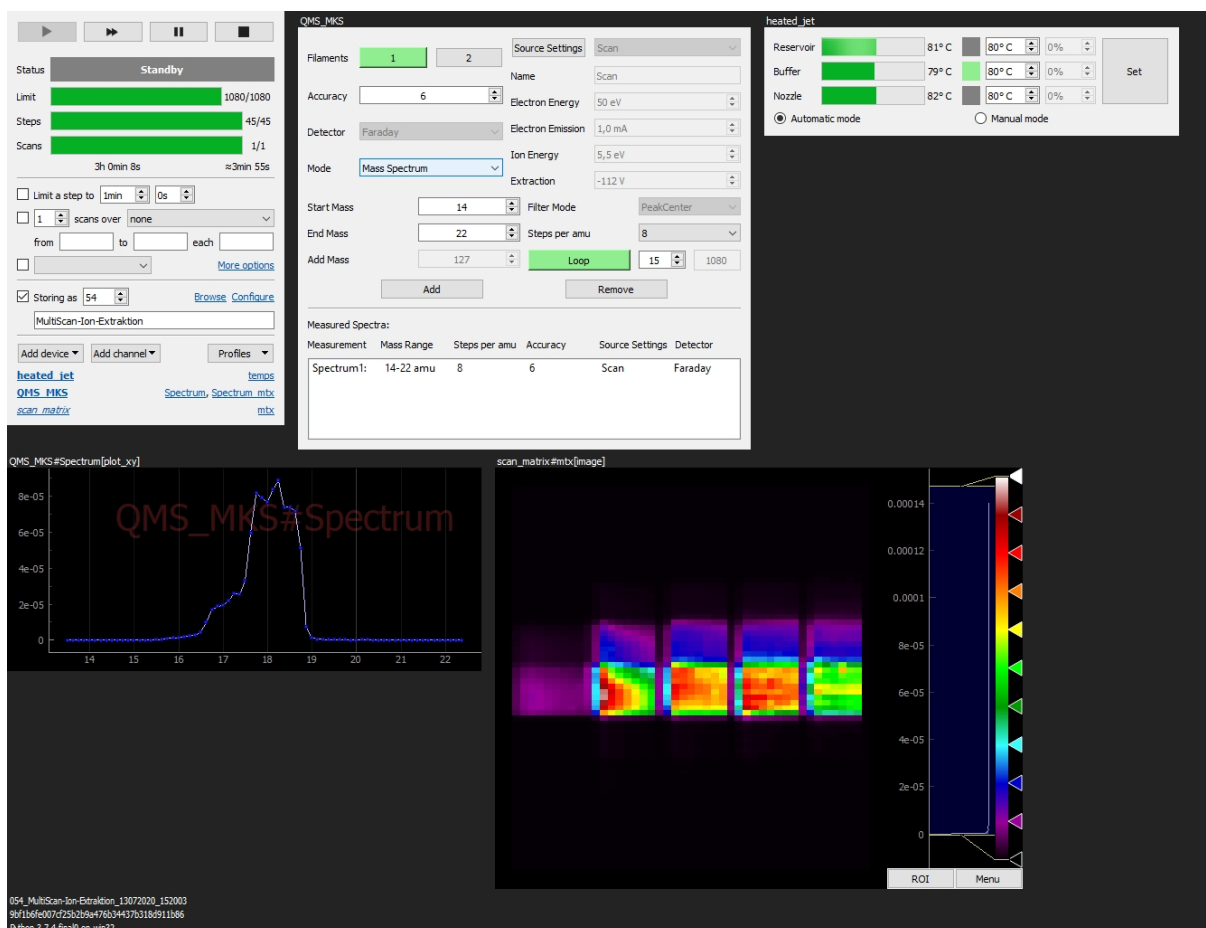 Status Standby
Limit 1080/1080
Steps 45/45
Scans 1/1
3h 0min 8s ≈3min 55s
Limit a step to 1min 0s
1 scans over none
from to each
More options
Storing as 54 Browse Configure
MultiScan-Ion-Extraktion
Add device Add channel Profiles
heated_jet temps
QMS_MKS Spectrum, Spectrum_mtx
scan_matrix mtx
QMS_MKS
Filaments 1 2
Accuracy 6
Detector Faraday
Mode Mass Spectrum
Source Settings Scan
Name Scan
Electron Energy 50 eV
Electron Emission 1,0 mA
Ion Energy 5,5 eV
Extraction -112 V
Start Mass 14 Filter Mode PeakCenter
End Mass 22 Steps per amu 8
Add Mass 127 Loop 15 1080
Add Remove
Measured Spectra:
Measurement Mass Range Steps per amu Accuracy Source Settings Detector
Spectrum1: 14-22 amu 8 6 Scan Faraday
heated_jet
Reservoir 81° C 80° C 0%
Buffer 79° C 80° C 0% Set
Nozzle 82° C 80° C 0%
Automatic mode Manual mode
QMS_MKS#Spectrum[plot_xy]
QMS_MKS#Spectrum
8e-05
6e-05
4e-05
2e-05
0
14 15 16 17 18 19 20 21 22
scan_matrix#mtx[image]
0.00014
0.00012
0.0001
8e-05
6e-05
4e-05
2e-05
0
ROI Menu
054_MultiScan-Ion-Extraktion_13072020_152003
9bf1b6fe007cf25b2b9a476b34437b318d911b86
Python 3.7.4.final0 on win32